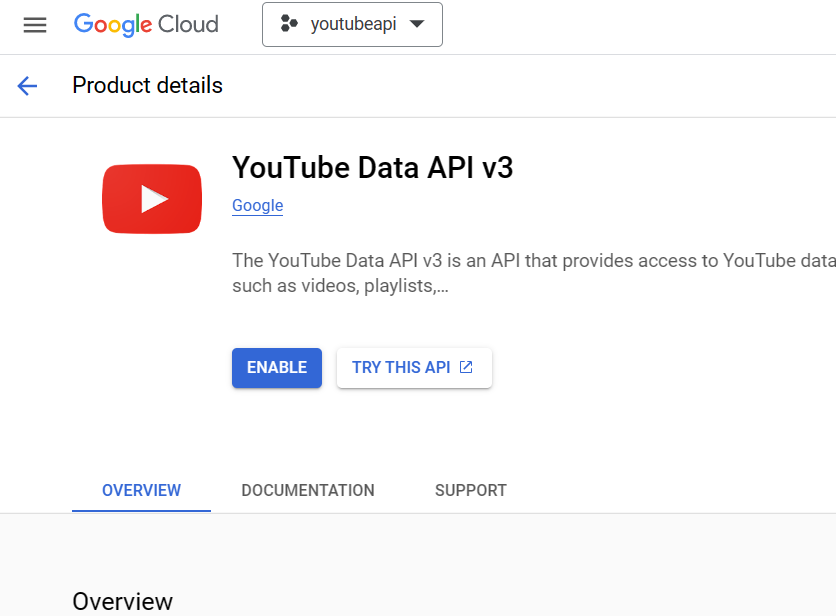 Google Cloud
youtubeapi
Product details
YouTube Data API v3
Google
The YouTube Data API v3 is an API that provides access to YouTube data
such as videos, playlists,...
ENABLE
TRY THIS API
OVERVIEW
DOCUMENTATION
SUPPORT
Overview